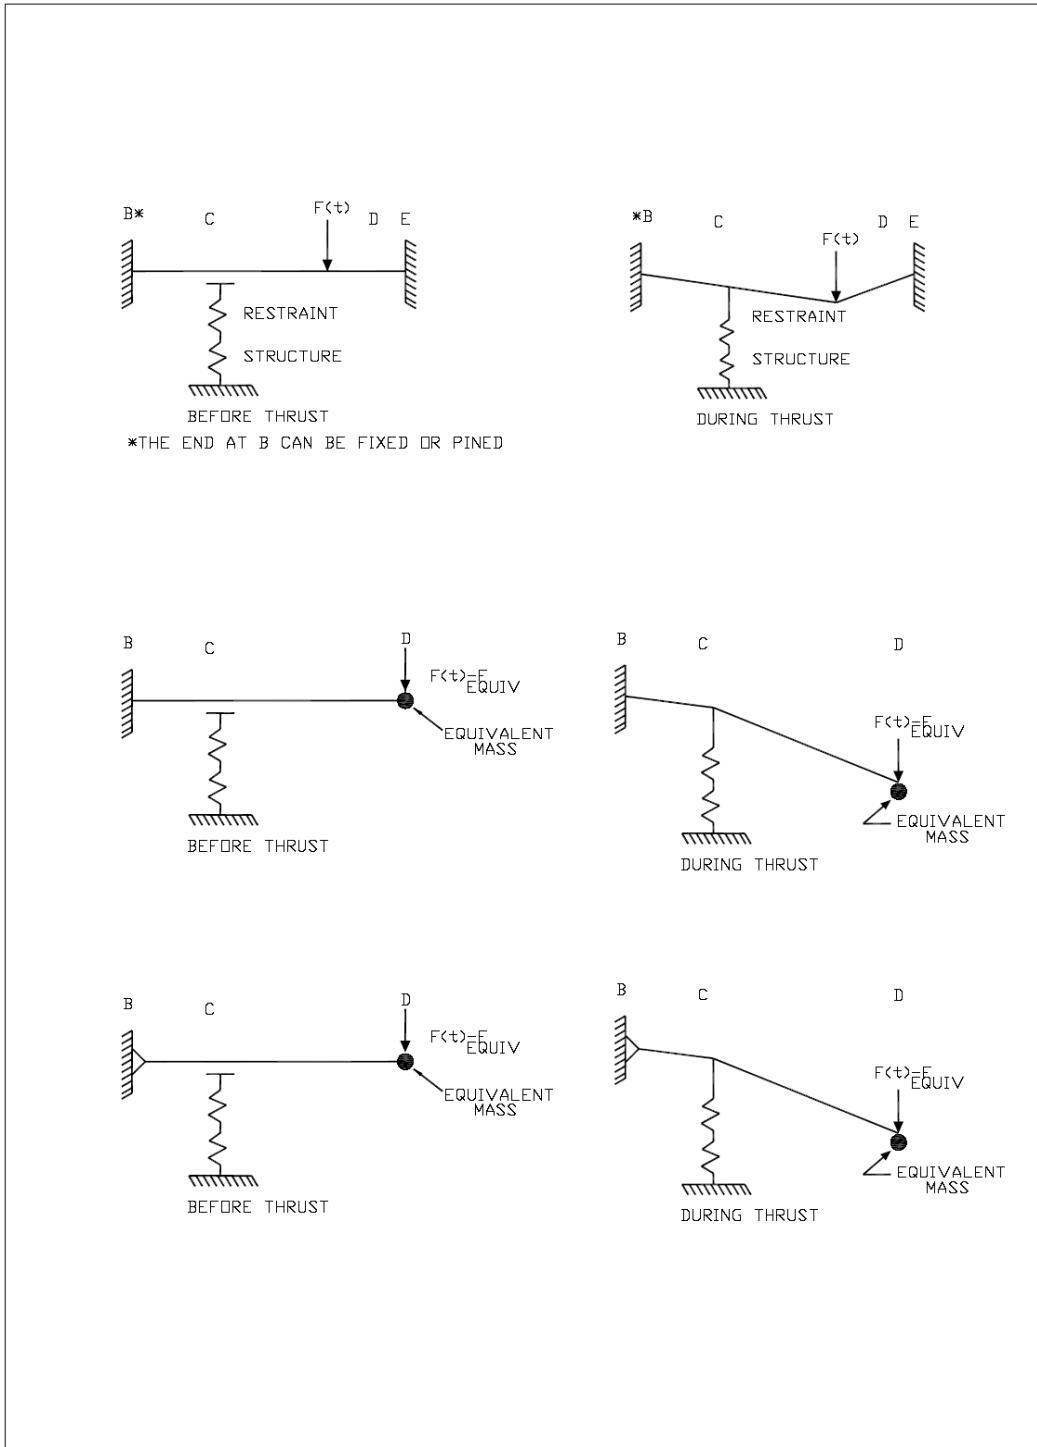 B* C F(t) D E
RESTRAINT
STRUCTURE
BEFORE THRUST
*THE END AT B CAN BE FIXED OR PINED
*B C F(t) D E
RESTRAINT
STRUCTURE
DURING THRUST
B C D
F(t)=F
EQUIV
EQUIVALENT
MASS
BEFORE THRUST
B C D
F(t)=F
EQUIV
EQUIVALENT
MASS
DURING THRUST
B C D
F(t)=F
EQUIV
EQUIVALENT
MASS
BEFORE THRUST
B C D
F(t)=F
EQUIV
EQUIVALENT
MASS
DURING THRUST